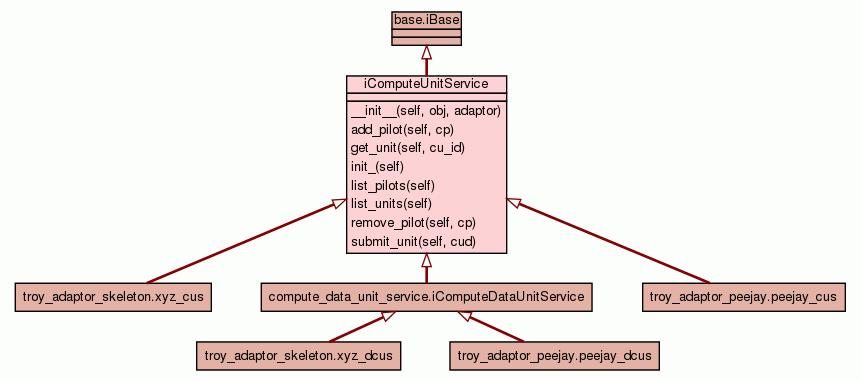 base.iBase
iComputeUnitService
__init__(self, obj, adaptor)
add_pilot(self, cp)
get_unit(self, cu_id)
init_(self)
list_pilots(self)
list_units(self)
remove_pilot(self, cp)
submit_unit(self, cud)
troy_adaptor_skeleton.xyz_cus
compute_data_unit_service.iComputeDataUnitService
troy_adaptor_peejay.peejay_cus
troy_adaptor_skeleton.xyz_dcus
troy_adaptor_peejay.peejay_dcus